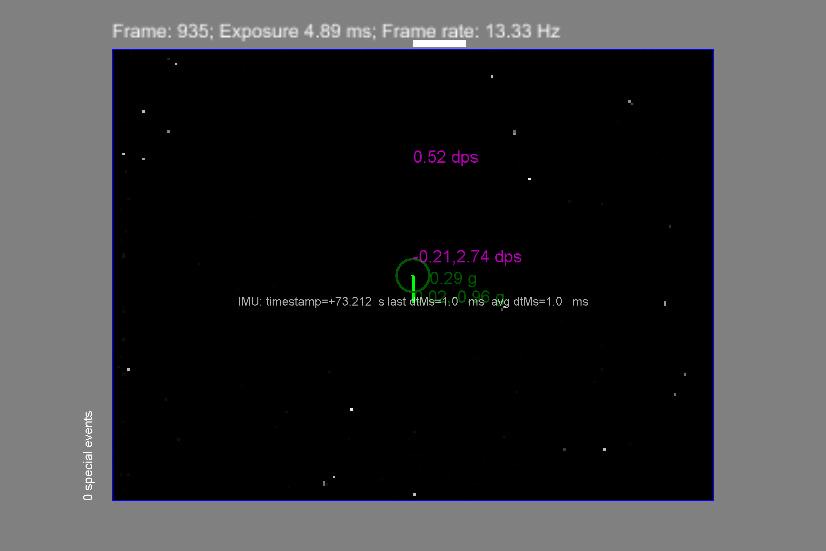 Frame: 935; Exposure 4.89 ms; Frame rate: 13.33 Hz
0.52 dps
-0.21,2.74 dps
0.29 g
IMU: timestamp=+73.212 s last dtMs=1.0 ms avg dtMs=1.0 ms
0 special events